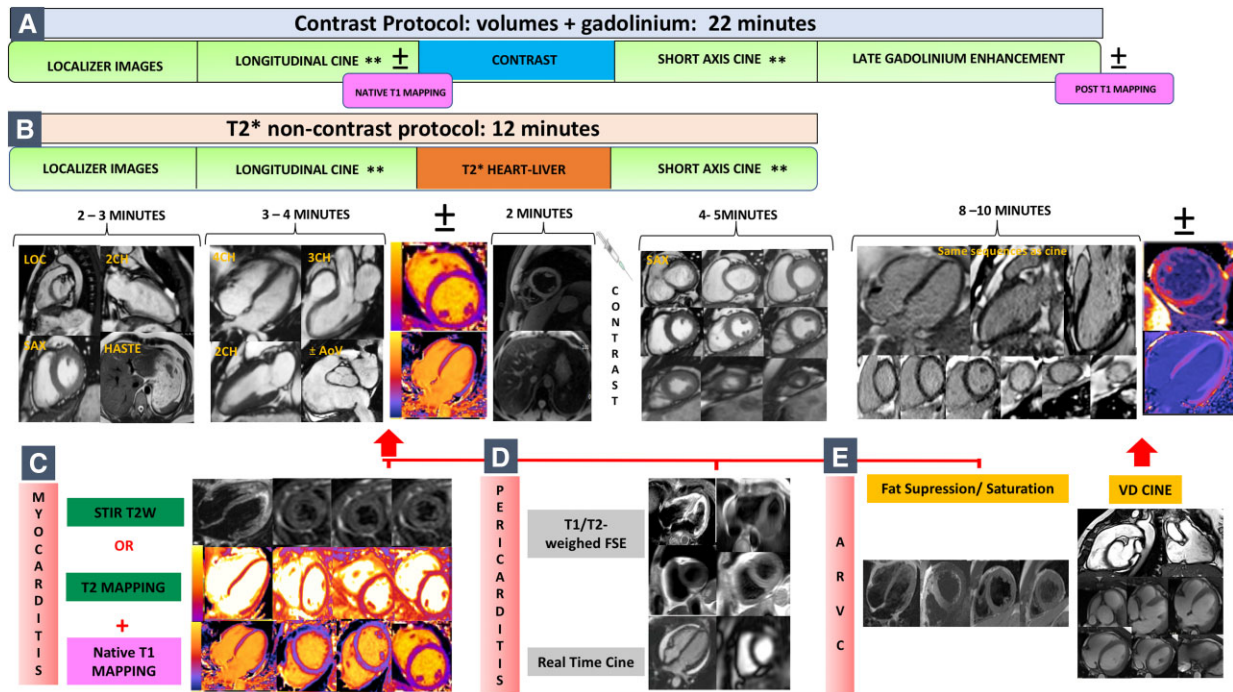 A
Contrast Protocol: volumes + gadolinium: 22 minutes
LOCALIZER IMAGES
LONGITUDINAL CINE ** ±
CONTRAST
SHORT AXIS CINE **
LATE GADOLINIUM ENHANCEMENT
±
NATIVE T1 MAPPING
POST T1 MAPPING
B
T2* non-contrast protocol: 12 minutes
LOCALIZER IMAGES
LONGITUDINAL CINE **
T2* HEART-LIVER
SHORT AXIS CINE **
2 – 3 MINUTES
3 – 4 MINUTES
±
2 MINUTES
4- 5MINUTES
8 –10 MINUTES
±
LOC
2CH
SAX
HASTE
4CH
3CH
2CH
± AoV
CONTRAST
SAX
Same sequences as cine
C
MYOCARDITIS
STIR T2W
OR
T2 MAPPING
+
Native T1
MAPPING
D
PERICARDITIS
T1/T2-
weighed FSE
Real Time Cine
E
ARVC
Fat Supression/ Saturation
VD CINE